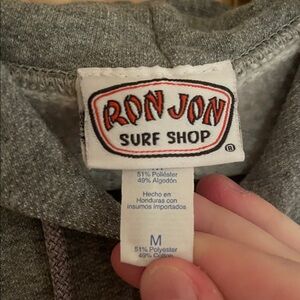 RON JON
SURF SHOP
®
51% Poliéster
49% Algodón
Hecho en
Honduras con
insumos importados
M
51% Polyester
49% Cotton